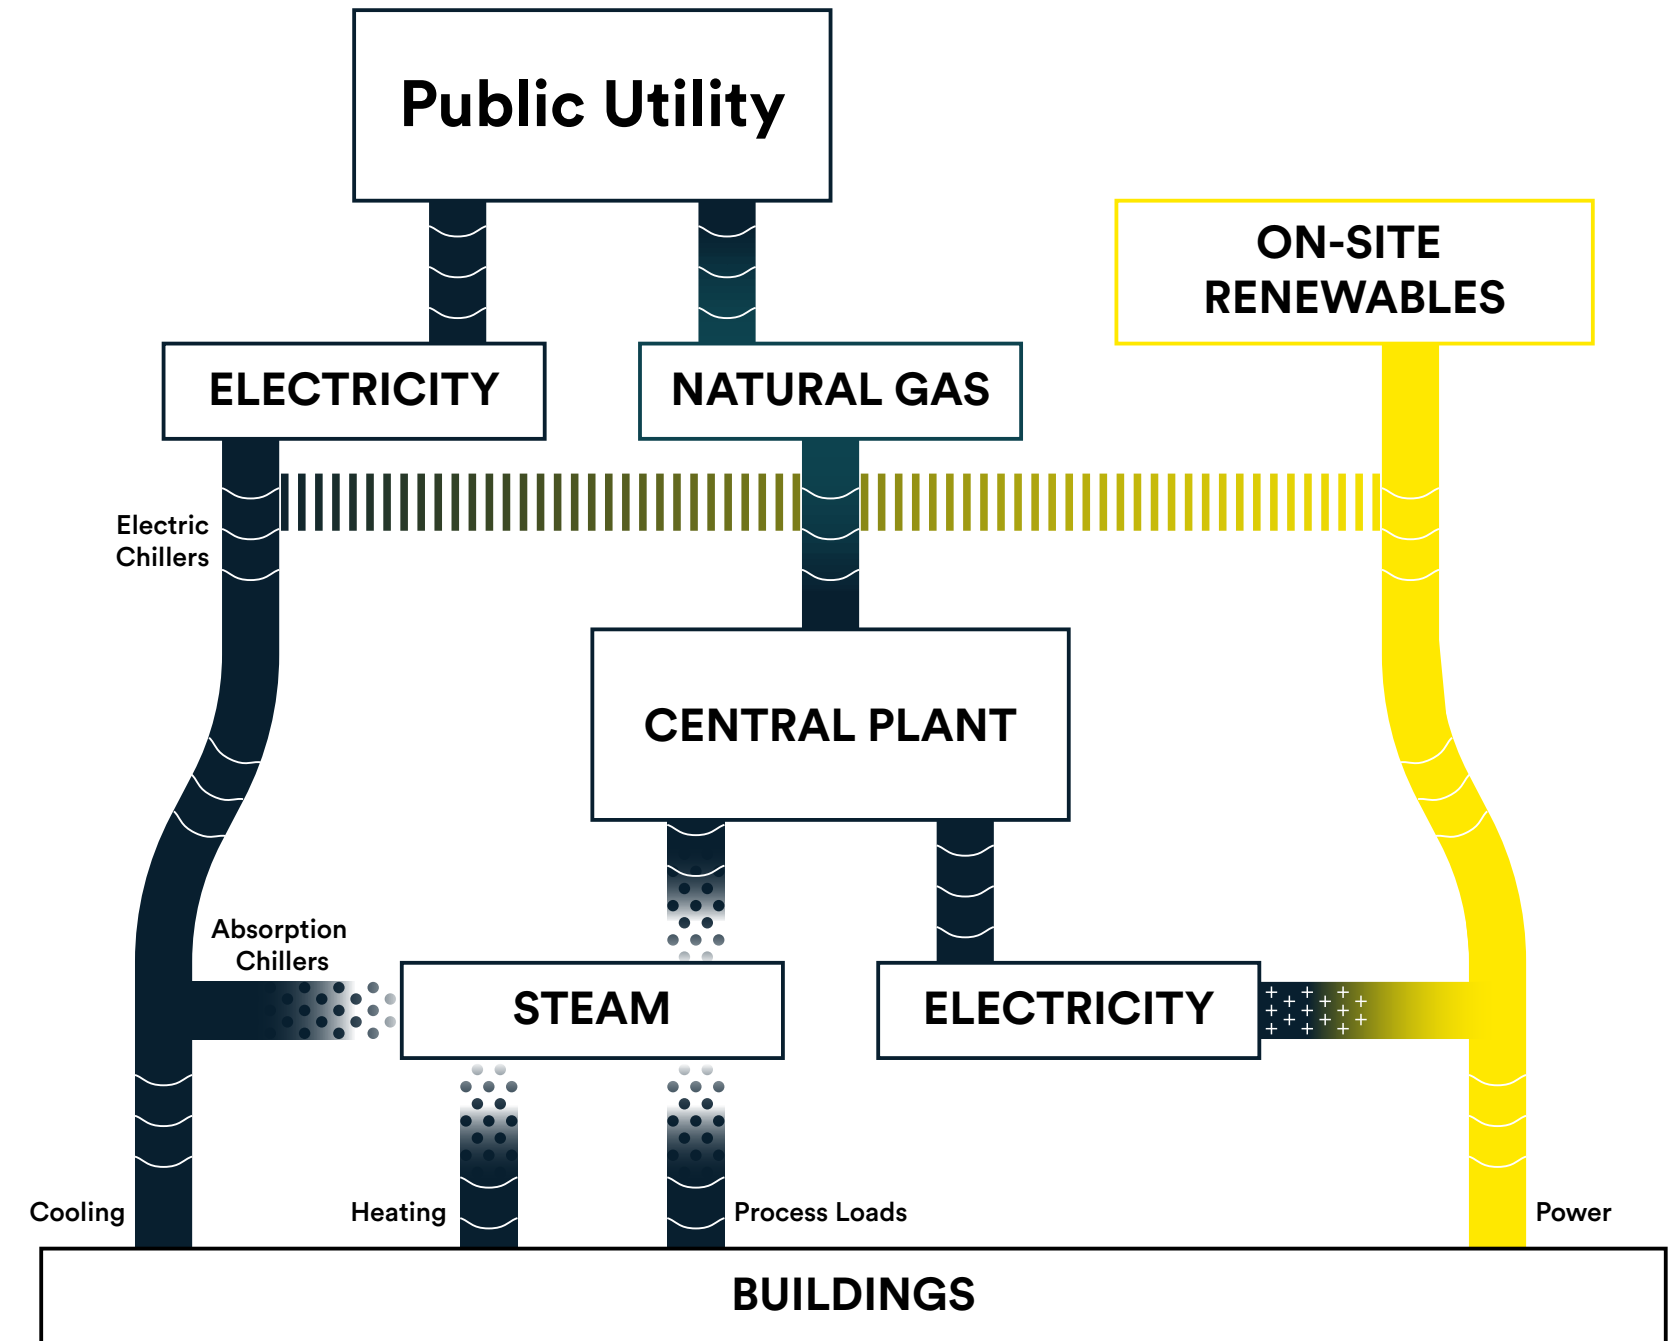 Public Utility
ON-SITE
RENEWABLES
ELECTRICITY
NATURAL GAS
Electric
Chillers
CENTRAL PLANT
Absorption
Chillers
STEAM
ELECTRICITY
Cooling
Heating
Process Loads
Power
BUILDINGS